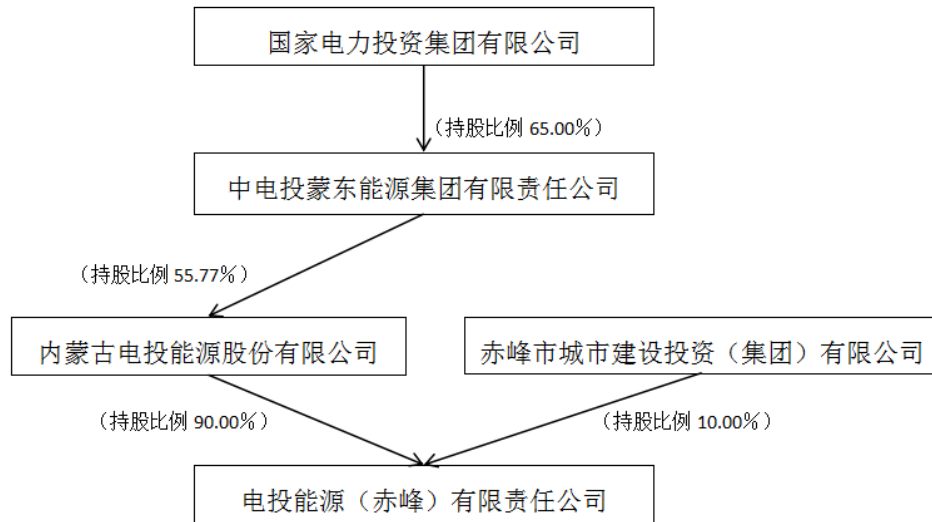 国家电力投资集团有限公司
（持股比例 65.00%）
中电投蒙东能源集团有限责任公司
（持股比例 55.77%）
内蒙古电投能源股份有限公司
赤峰市城市建设投资（集团）有限公司
（持股比例 90.00%）
（持股比例 10.00%）
电投能源（赤峰）有限责任公司